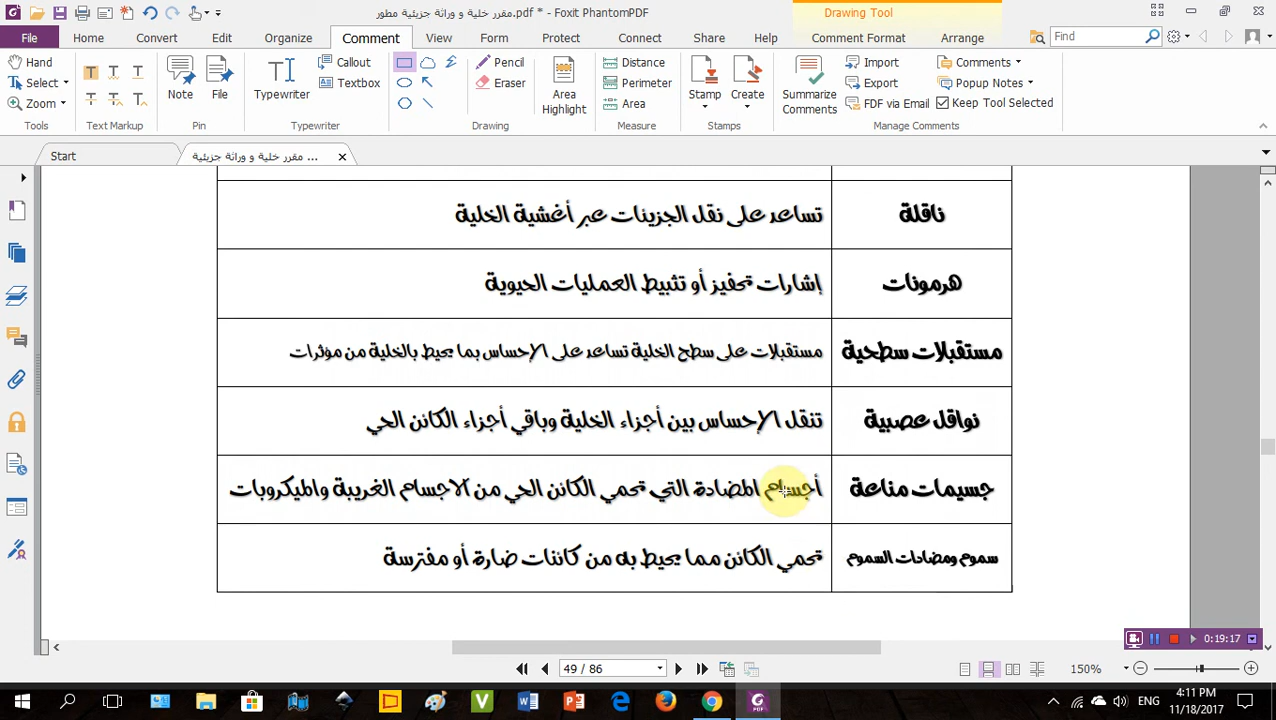 مقرر خلية و وراثة جزيئية مطور.pdf * - Foxit PhantomPDF
Drawing Tool
File Home Convert Edit Organize Comment View Form Protect Connect Share Help Comment Format Arrange Find
Hand
Select
Zoom
Tools
Text Markup
Note
File
Pin
Typewriter
Callout
Textbox
Typewriter
Pencil
Eraser
Area Highlight
Drawing
Distance
Perimeter
Area
Measure
Stamp
Create
Stamps
Summarize Comments
Import
Export
FDF via Email
Comments
Popup Notes
Keep Tool Selected
Manage Comments
Start
مقرر خلية و وراثة جزيئية ...
ناقلة تساعد على نقل الجزيئات عبر أغشية الخلية
هرمونات إشارات تحفيز أو تثبيط العمليات الحيوية
مستقبلات سطحية مستقبلات على سطح الخلية تساعد على الإحساس بما يحيط بالخلية من مؤثرات
نواقل عصبية تنقل الإحساس بين أجزاء الخلية وباقي أجزاء الكائن الحي
جسيمات مناعة أجسام المضادة التي تحمي الكائن الحي من الاجسام الغريبة والميكروبات
سموم ومضادات السموم تحمي الكائن مما يحيط به من كائنات ضارة أو مفترسة
0:19:17
49 / 86
150%
ENG
4:11 PM
11/18/2017